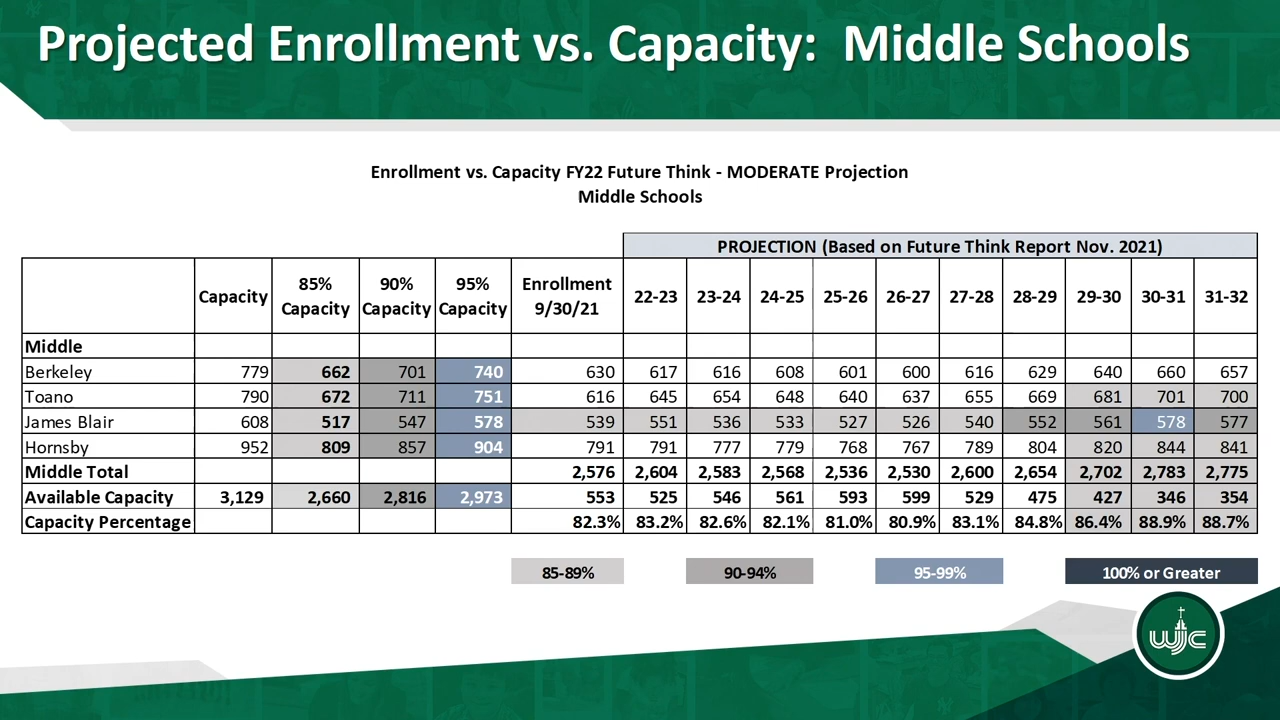 Projected Enrollment vs. Capacity: Middle Schools
Enrollment vs. Capacity FY22 Future Think - MODERATE Projection
Middle Schools
PROJECTION (Based on Future Think Report Nov. 2021)
Capacity 85% Capacity 90% Capacity 95% Capacity Enrollment 9/30/21 22-23 23-24 24-25 25-26 26-27 27-28 28-29 29-30 30-31 31-32
Middle
Berkeley 779 662 701 740 630 617 616 608 601 600 616 629 640 660 657
Toano 790 672 711 751 616 645 654 648 640 637 655 669 681 701 700
James Blair 608 517 547 578 539 551 536 533 527 526 540 552 561 578 577
Hornsby 952 809 857 904 791 791 777 779 768 767 789 804 820 844 841
Middle Total 2,576 2,604 2,583 2,568 2,536 2,530 2,600 2,654 2,702 2,783 2,775
Available Capacity 3,129 2,660 2,816 2,973 553 525 546 561 593 599 529 475 427 346 354
Capacity Percentage 82.3% 83.2% 82.6% 82.1% 81.0% 80.9% 83.1% 84.8% 86.4% 88.9% 88.7%
85-89% 90-94% 95-99% 100% or Greater
WJC